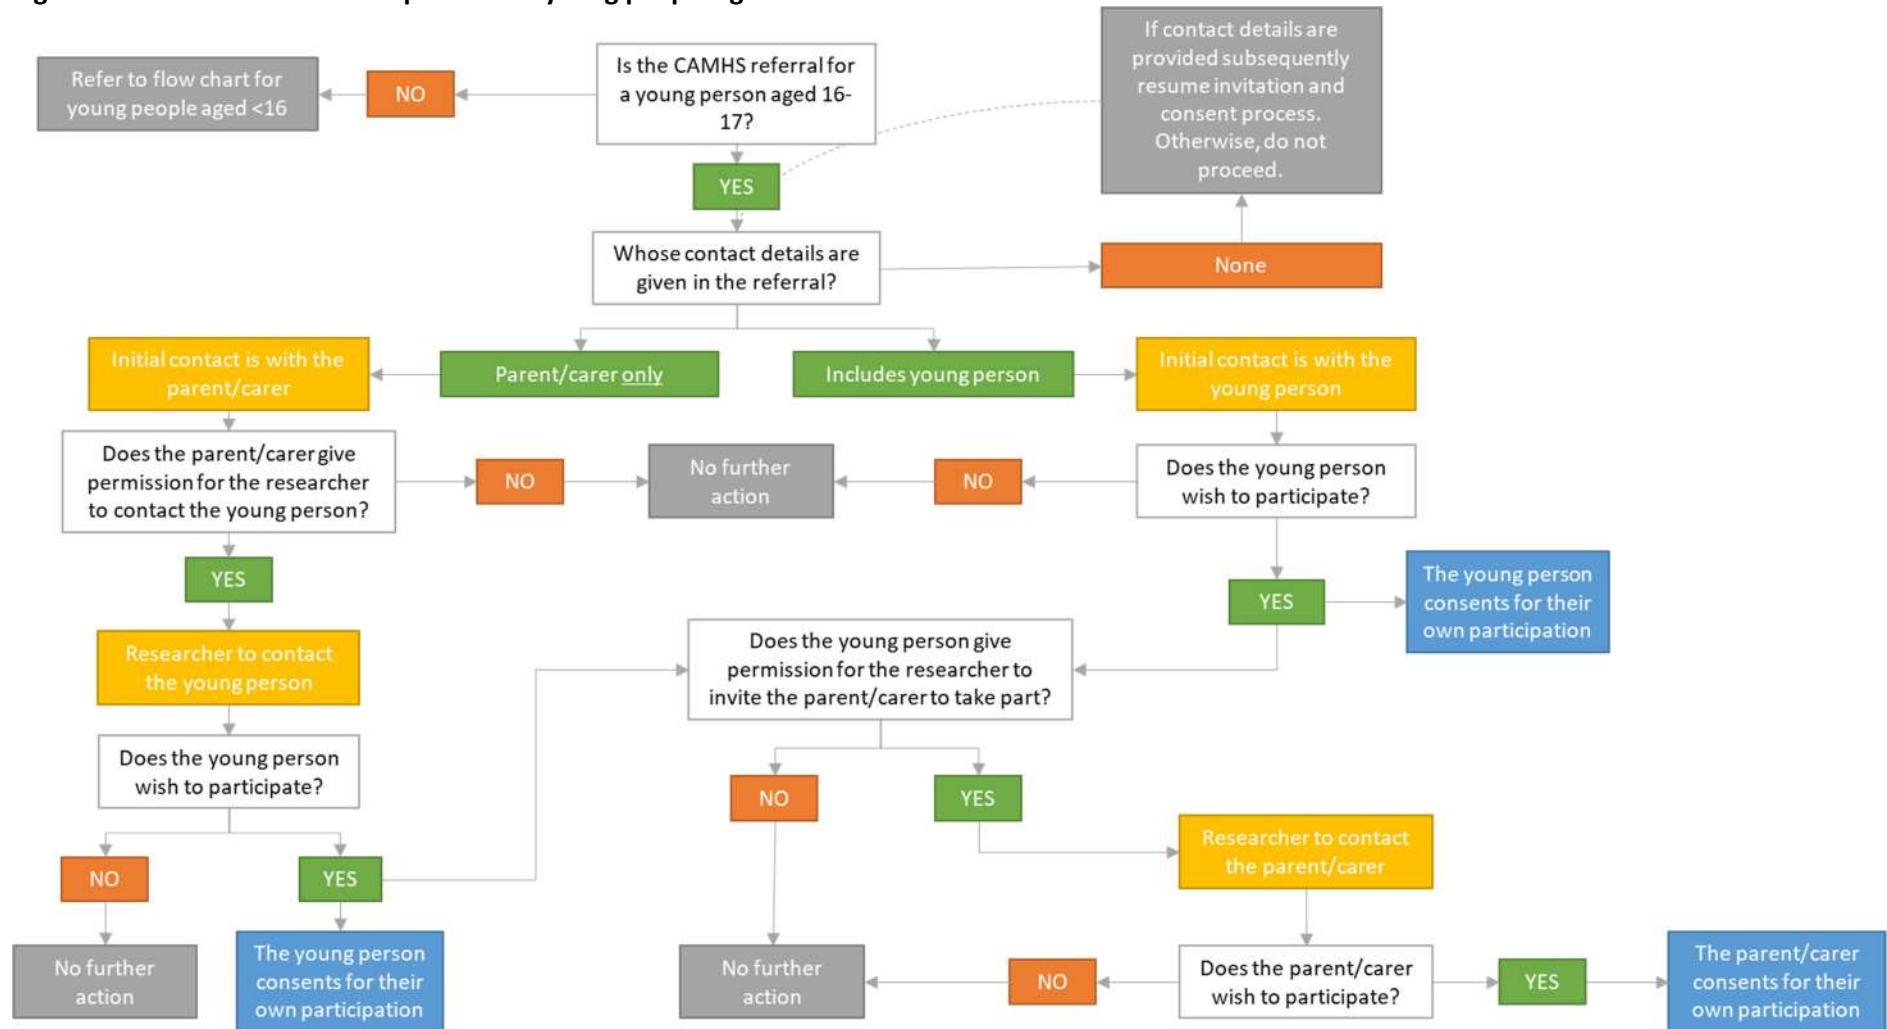 If contact details are
provided subsequently
resume invitation and
consent process.
Otherwise, do not
proceed.
Is the CAMHS referral for
a young person aged 16-
17?
NO
Refer to flow chart for
young people aged <16
YES
Whose contact details are
given in the referral?
None
Initial contact is with the
parent/carer
Parent/carer only
Includes young person
Initial contact is with the
young person
Does the parent/carer give
permission for the researcher
to contact the young person?
NO
No further
action
NO
Does the young person
wish to participate?
YES
YES
The young person
consents for their
own participation
Researcher to contact
the young person
Does the young person give
permission for the researcher to
invite the parent/carer to take part?
Does the young person
wish to participate?
NO
YES
Researcher to contact
the parent/carer
NO
YES
No further
action
The young person
consents for their
own participation
No further
action
NO
Does the parent/carer
wish to participate?
YES
The parent/carer
consents for their
own participation